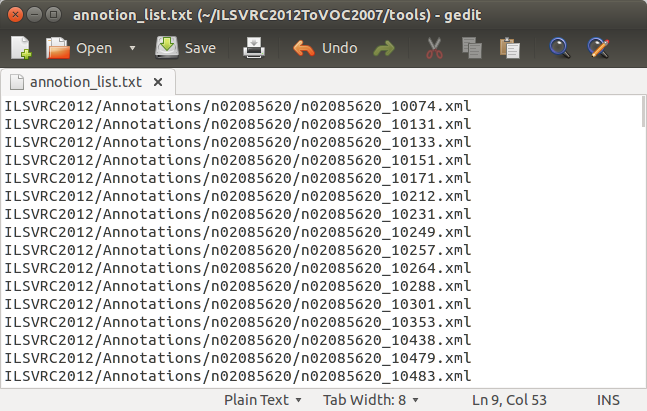 annotion_list.txt (~/ILSVRC2012ToVOC2007/tools) - gedit
Open Save Undo
annotion_list.txt
ILSVRC2012/Annotations/n02085620/n02085620_10074.xml
ILSVRC2012/Annotations/n02085620/n02085620_10131.xml
ILSVRC2012/Annotations/n02085620/n02085620_10133.xml
ILSVRC2012/Annotations/n02085620/n02085620_10151.xml
ILSVRC2012/Annotations/n02085620/n02085620_10171.xml
ILSVRC2012/Annotations/n02085620/n02085620_10212.xml
ILSVRC2012/Annotations/n02085620/n02085620_10231.xml
ILSVRC2012/Annotations/n02085620/n02085620_10249.xml
ILSVRC2012/Annotations/n02085620/n02085620_10257.xml
ILSVRC2012/Annotations/n02085620/n02085620_10264.xml
ILSVRC2012/Annotations/n02085620/n02085620_10288.xml
ILSVRC2012/Annotations/n02085620/n02085620_10301.xml
ILSVRC2012/Annotations/n02085620/n02085620_10353.xml
ILSVRC2012/Annotations/n02085620/n02085620_10438.xml
ILSVRC2012/Annotations/n02085620/n02085620_10479.xml
ILSVRC2012/Annotations/n02085620/n02085620_10483.xml
Plain Text Tab Width: 8 Ln 9, Col 53 INS